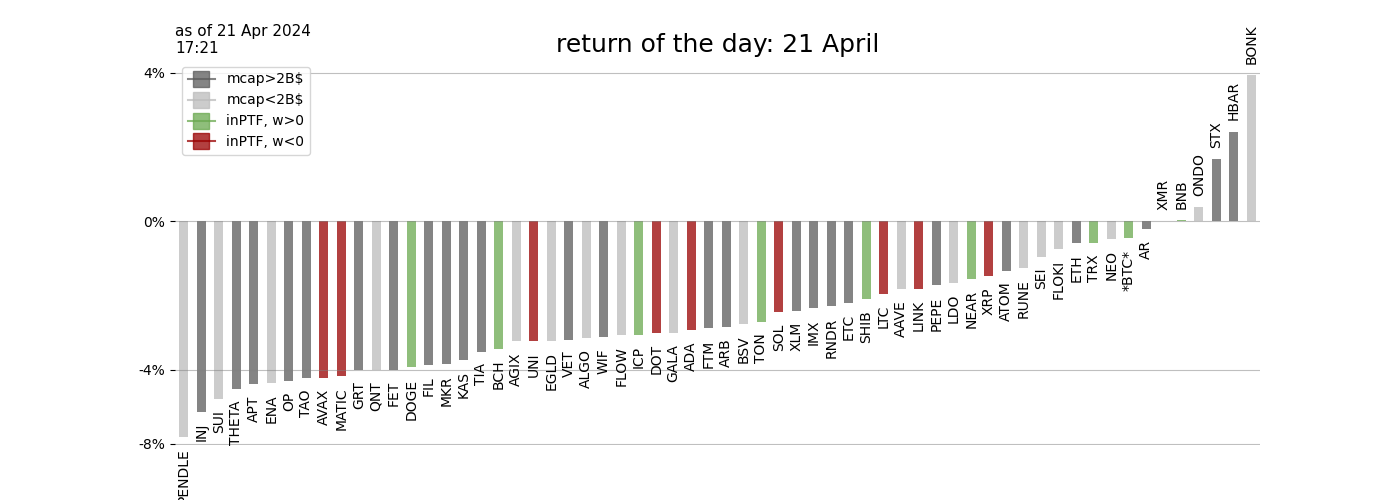 as of 21 Apr 2024
17:21
return of the day: 21 April
mcap>2B$
mcap<2B$
inPTF, w>0
inPTF, w<0
4%
0%
-4%
-8%
PENDLE
INJ
SUI
THETA
APT
ENA
OP
TAO
AVAX
MATIC
GRT
QNT
FET
DOGE
FIL
MKR
KAS
TIA
BCH
AGIX
UNI
EGLD
VET
ALGO
WIF
FLOW
ICP
DOT
GALA
ADA
FTM
ARB
BSV
TON
SOL
XLM
IMX
RNDR
ETC
SHIB
LTC
AAVE
LINK
PEPE
LDO
NEAR
XRP
ATOM
RUNE
SEI
FLOKI
ETH
TRX
NEO
*BTC*
AR
XMR
BNB
ONDO
STX
HBAR
BONK